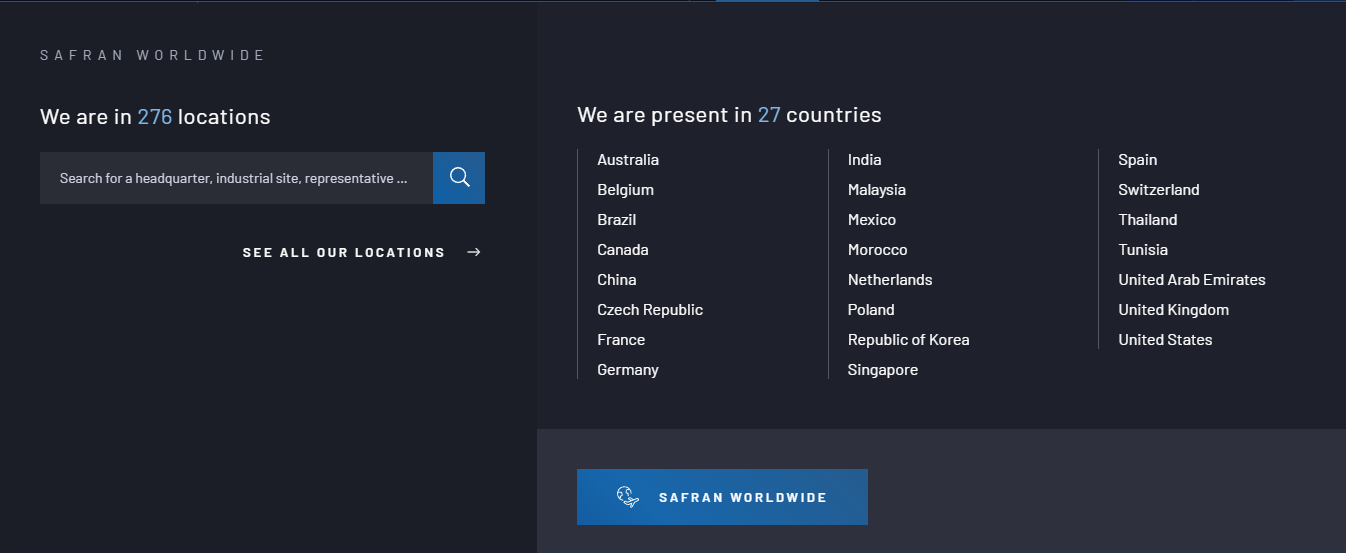 SAFRAN WORLDWIDE
We are in 276 locations
Search for a headquarter, industrial site, representative ...
SEE ALL OUR LOCATIONS
We are present in 27 countries
Australia
Belgium
Brazil
Canada
China
Czech Republic
France
Germany
India
Malaysia
Mexico
Morocco
Netherlands
Poland
Republic of Korea
Singapore
Spain
Switzerland
Thailand
Tunisia
United Arab Emirates
United Kingdom
United States
SAFRAN WORLDWIDE